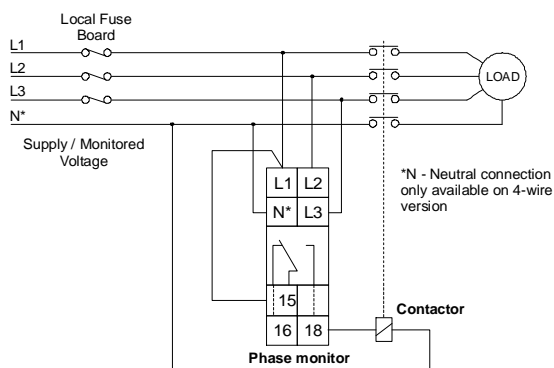 Local Fuse
Board
L1
L2
L3
N*
LOAD
Supply / Monitored
Voltage
*N - Neutral connection
only available on 4-wire
version
L1 L2
N* L3
15
16 18
Contactor
Phase monitor